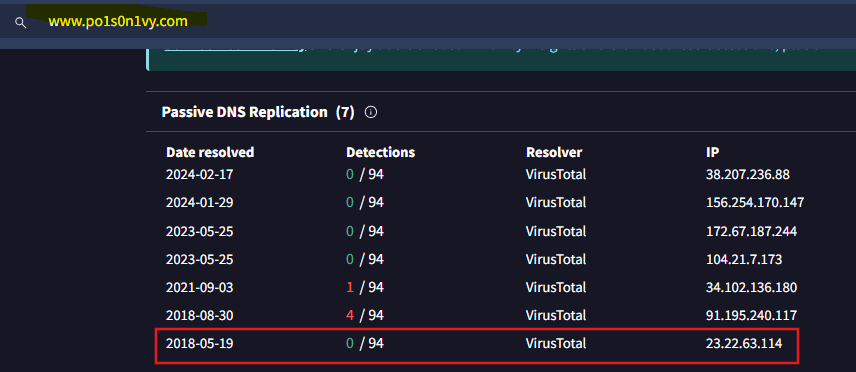 www.po1s0n1vy.com
Passive DNS Replication (7)
Date resolved Detections Resolver IP
2024-02-17 0 / 94 VirusTotal 38.207.236.88
2024-01-29 0 / 94 VirusTotal 156.254.170.147
2023-05-25 0 / 94 VirusTotal 172.67.187.244
2023-05-25 0 / 94 VirusTotal 104.21.7.173
2021-09-03 1 / 94 VirusTotal 34.102.136.180
2018-08-30 4 / 94 VirusTotal 91.195.240.117
2018-05-19 0 / 94 VirusTotal 23.22.63.114